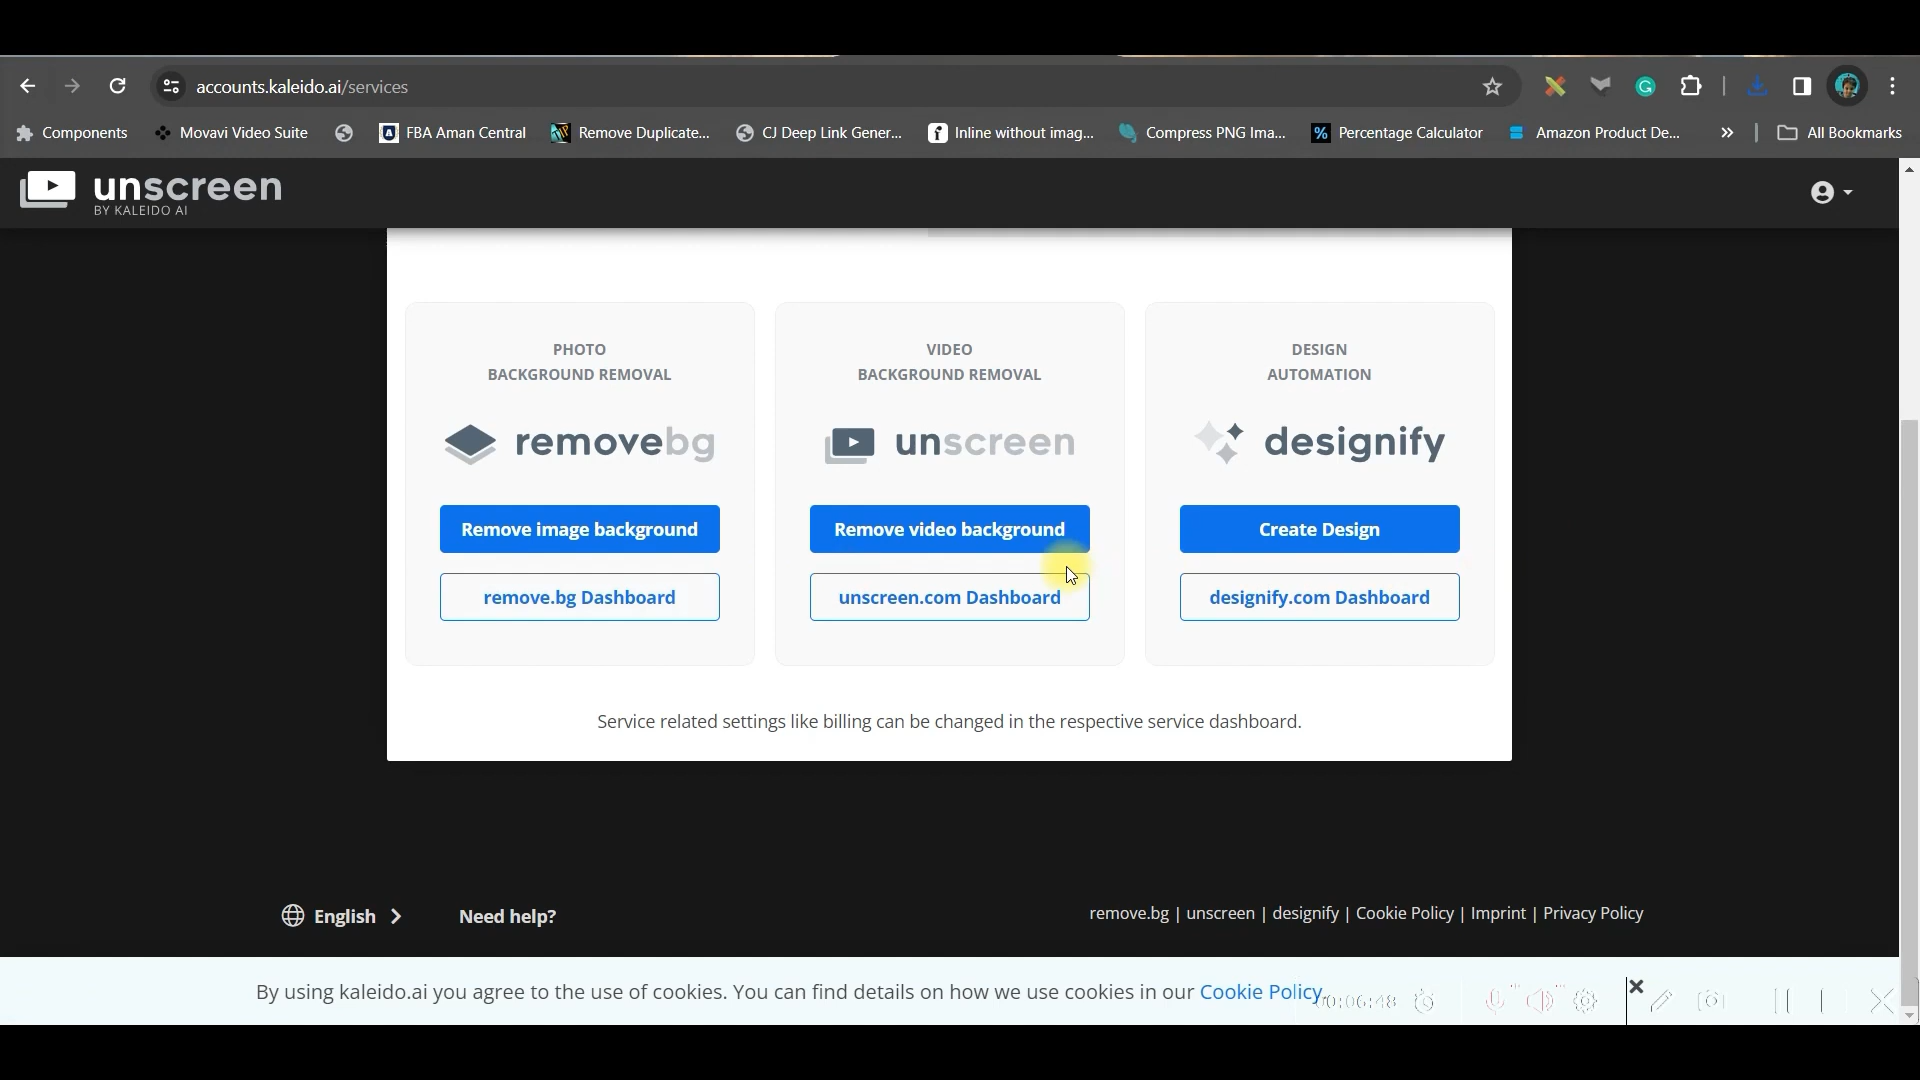 accounts.kaleido.ai/services
Components
Movavi Video Suite
FBA Aman Central
Remove Duplicate...
CJ Deep Link Gener...
Inline without imag...
Compress PNG Ima...
Percentage Calculator
Amazon Product De...
All Bookmarks
unscreen
BY KALEIDO AI
PHOTO
BACKGROUND REMOVAL
removebg
Remove image background
remove.bg Dashboard
VIDEO
BACKGROUND REMOVAL
unscreen
Remove video background
unscreen.com Dashboard
DESIGN
AUTOMATION
designify
Create Design
designify.com Dashboard
Service related settings like billing can be changed in the respective service dashboard.
English
Need help?
remove.bg | unscreen | designify | Cookie Policy | Imprint | Privacy Policy
By using kaleido.ai you agree to the use of cookies. You can find details on how we use cookies in our Cookie Policy.
00:06:48